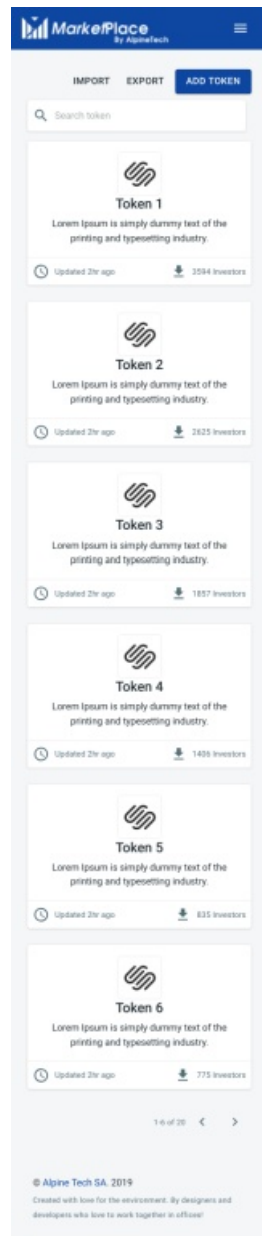 MarketPlace
By AlpineTech
IMPORT EXPORT ADD TOKEN
Search token
Token 1
Lorem Ipsum is simply dummy text of the
printing and typesetting industry.
Updated 2hr ago 3594 Investors
Token 2
Lorem Ipsum is simply dummy text of the
printing and typesetting industry.
Updated 2hr ago 2625 Investors
Token 3
Lorem Ipsum is simply dummy text of the
printing and typesetting industry.
Updated 2hr ago 1857 Investors
Token 4
Lorem Ipsum is simply dummy text of the
printing and typesetting industry.
Updated 2hr ago 1406 Investors
Token 5
Lorem Ipsum is simply dummy text of the
printing and typesetting industry.
Updated 2hr ago 835 Investors
Token 6
Lorem Ipsum is simply dummy text of the
printing and typesetting industry.
Updated 2hr ago 775 Investors
1-6 of 20
© Alpine Tech SA. 2019
Created with love for the environment. By designers and
developers who love to work together in offices!